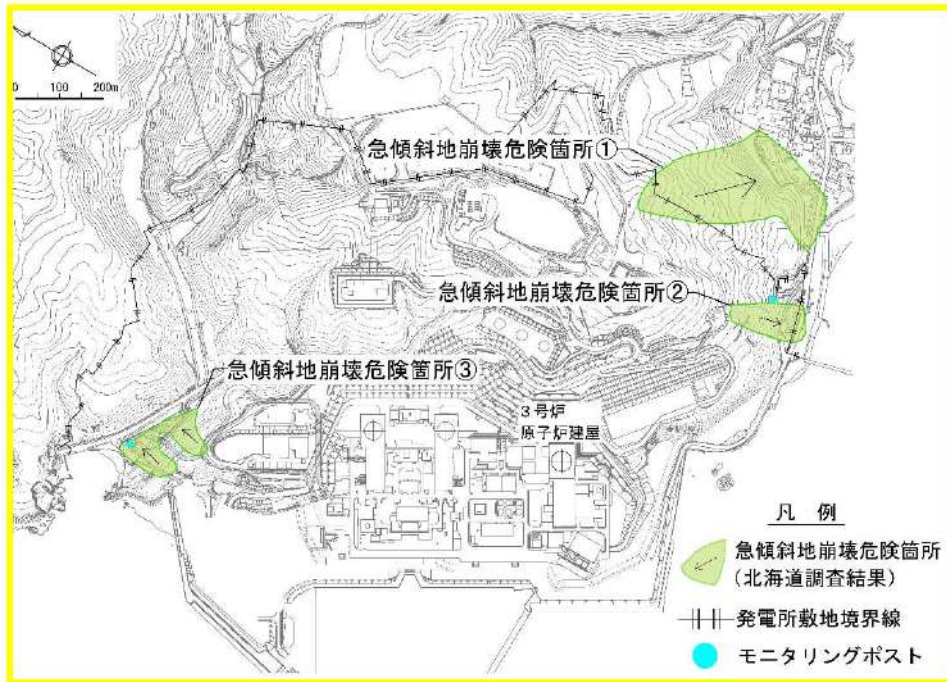 0 100 200m
急傾斜地崩壊危険箇所①
急傾斜地崩壊危険箇所②
急傾斜地崩壊危険箇所③
３号炉
原子炉建屋
凡 例
急傾斜地崩壊危険箇所
(北海道調査結果)
発電所敷地境界線
モニタリングポスト